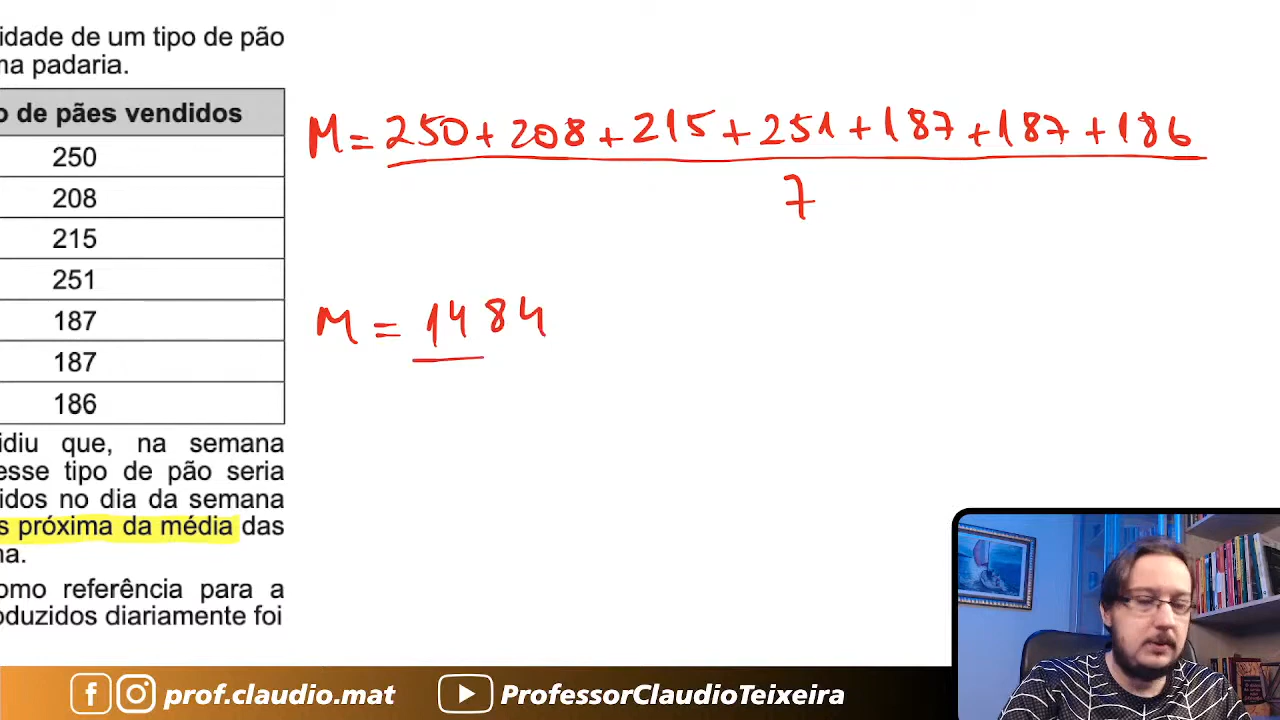 idade de um tipo de pão
na padaria.
o de pães vendidos
250
208
215
251
187
187
186
idiu que, na semana
esse tipo de pão seria
idos no dia da semana
s próxima da média das
na.
omo referência para a
oduzidos diariamente foi
M = 250 + 208 + 215 + 251 + 187 + 187 + 186
7
M = 1484
prof.claudio.mat
ProfessorClaudioTeixeira